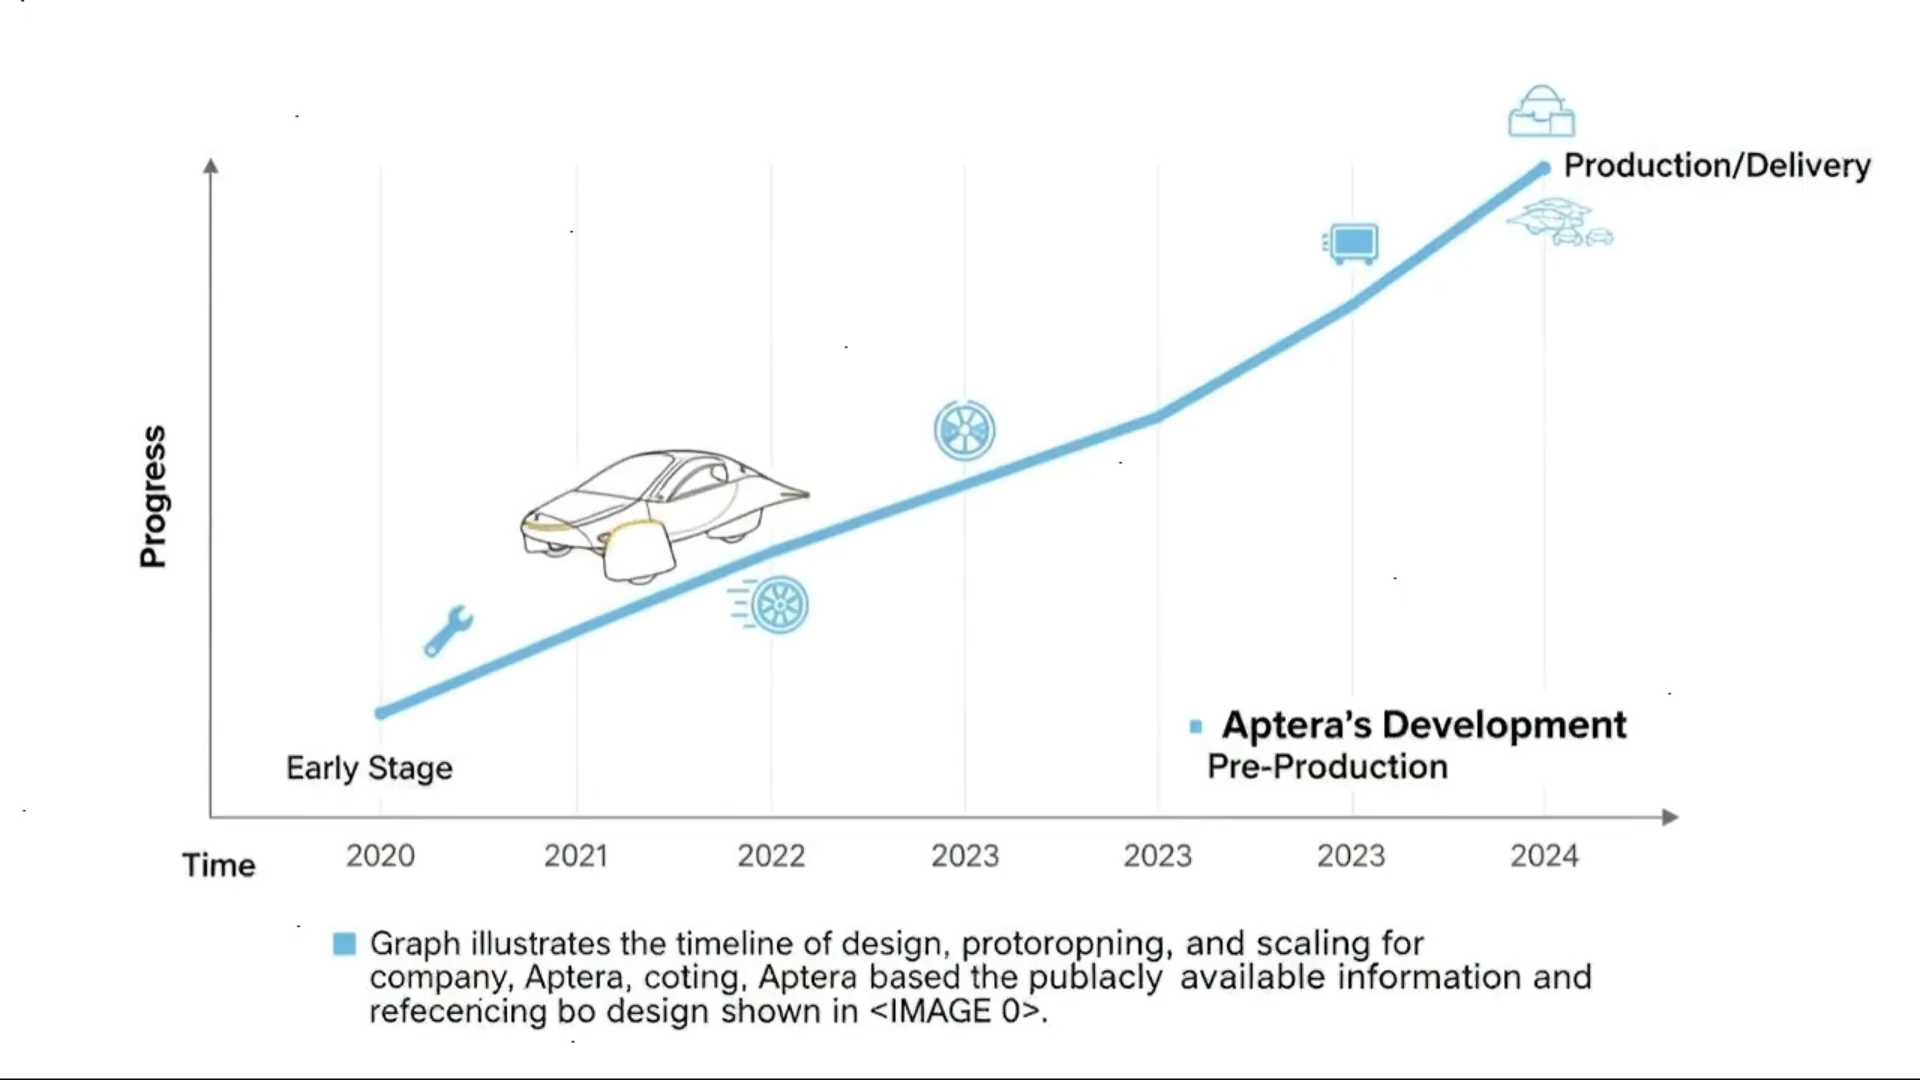 Production/Delivery
Progress
Early Stage
Aptera's Development
Pre-Production
Time
2020
2021
2022
2023
2023
2023
2024
Graph illustrates the timeline of design, protoropning, and scaling for
company, Aptera, coting, Aptera based the publacly available information and
refecencing bo design shown in <IMAGE 0>.